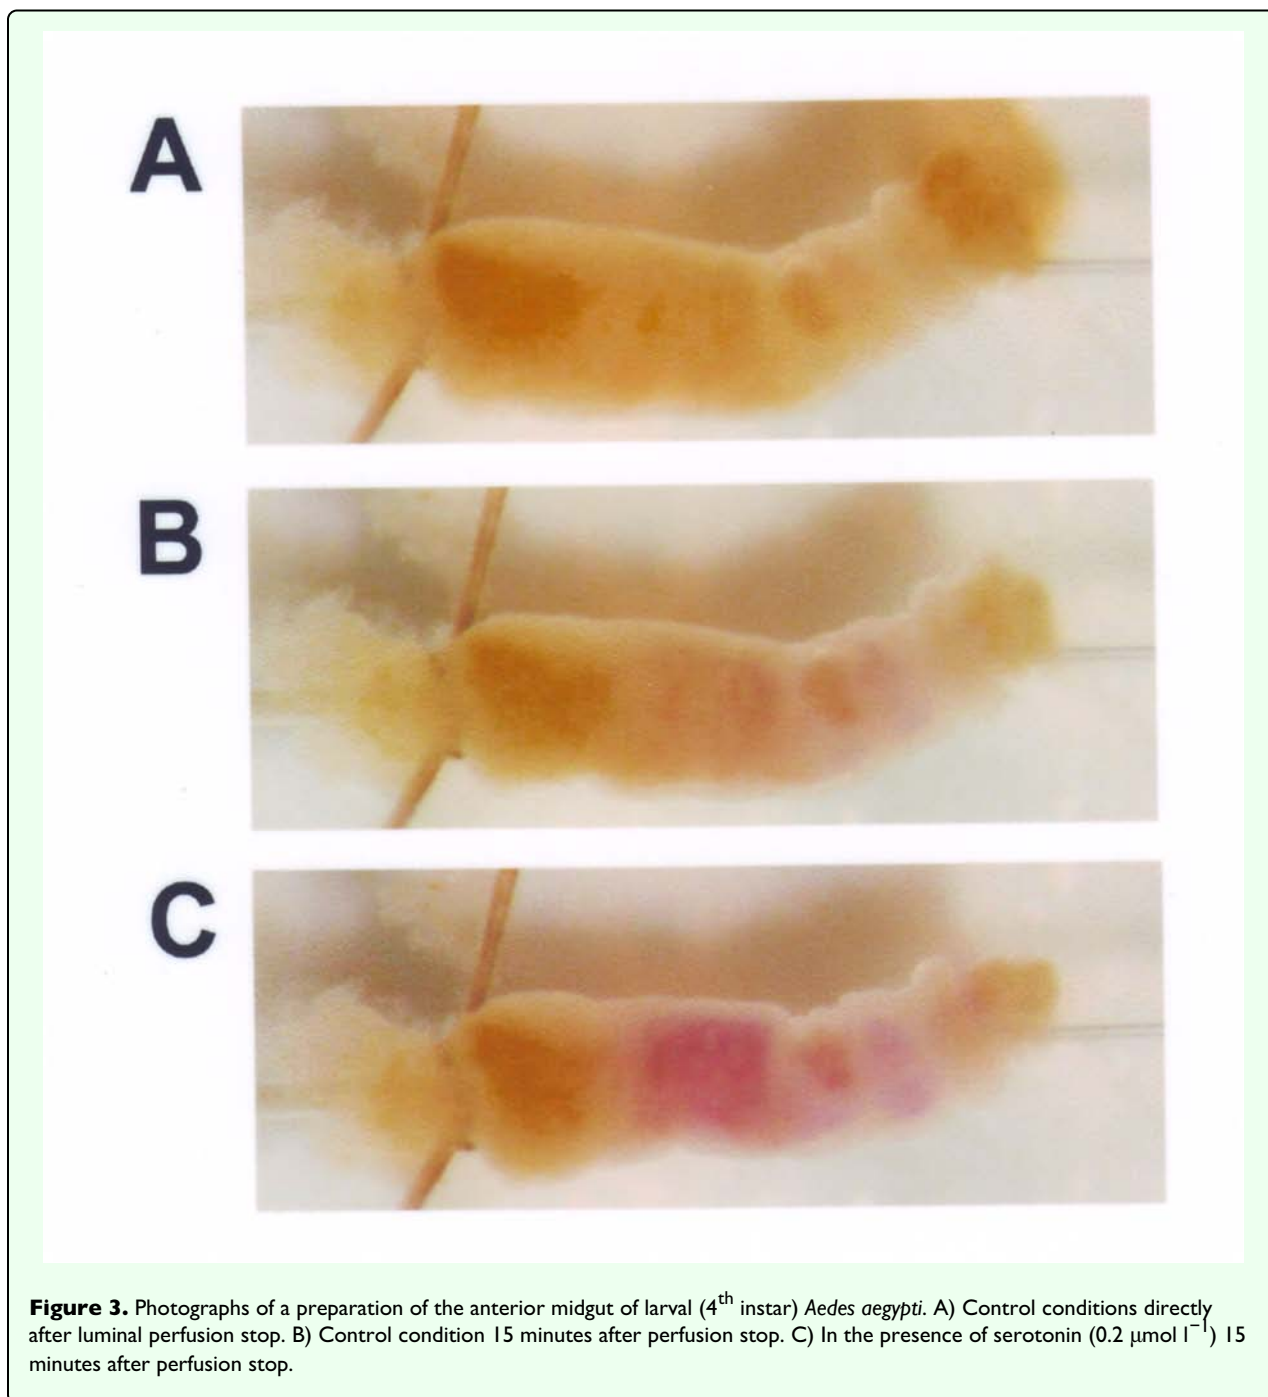 A
B
C
Figure 3. Photographs of a preparation of the anterior midgut of larval (4th instar) Aedes aegypti. A) Control conditions directly
after luminal perfusion stop. B) Control condition 15 minutes after perfusion stop. C) In the presence of serotonin (0.2 μmol l−1) 15
minutes after perfusion stop.